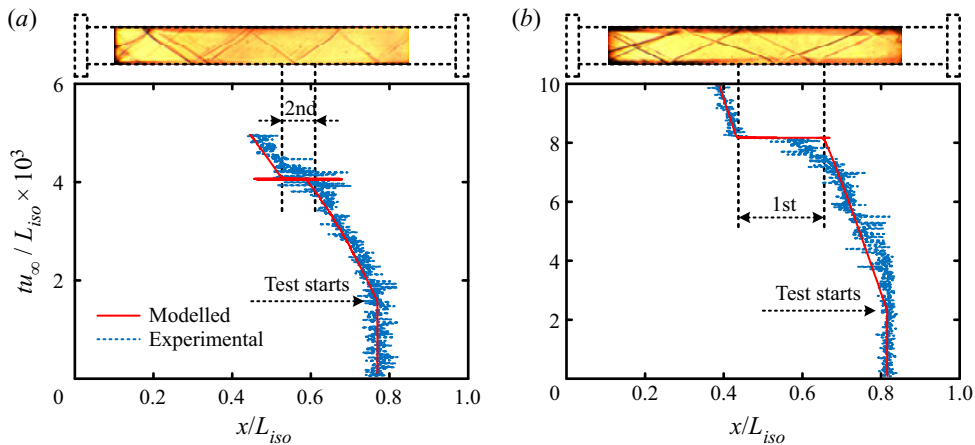 (a)
(b)
6
4
2
0
tu∞ / Liso × 10³
2nd
Test starts
Modelled
Experimental
0.2
0.4
0.6
0.8
1.0
x/Liso
10
8
6
4
2
0
1st
Test starts
0.2
0.4
0.6
0.8
1.0
x/Liso